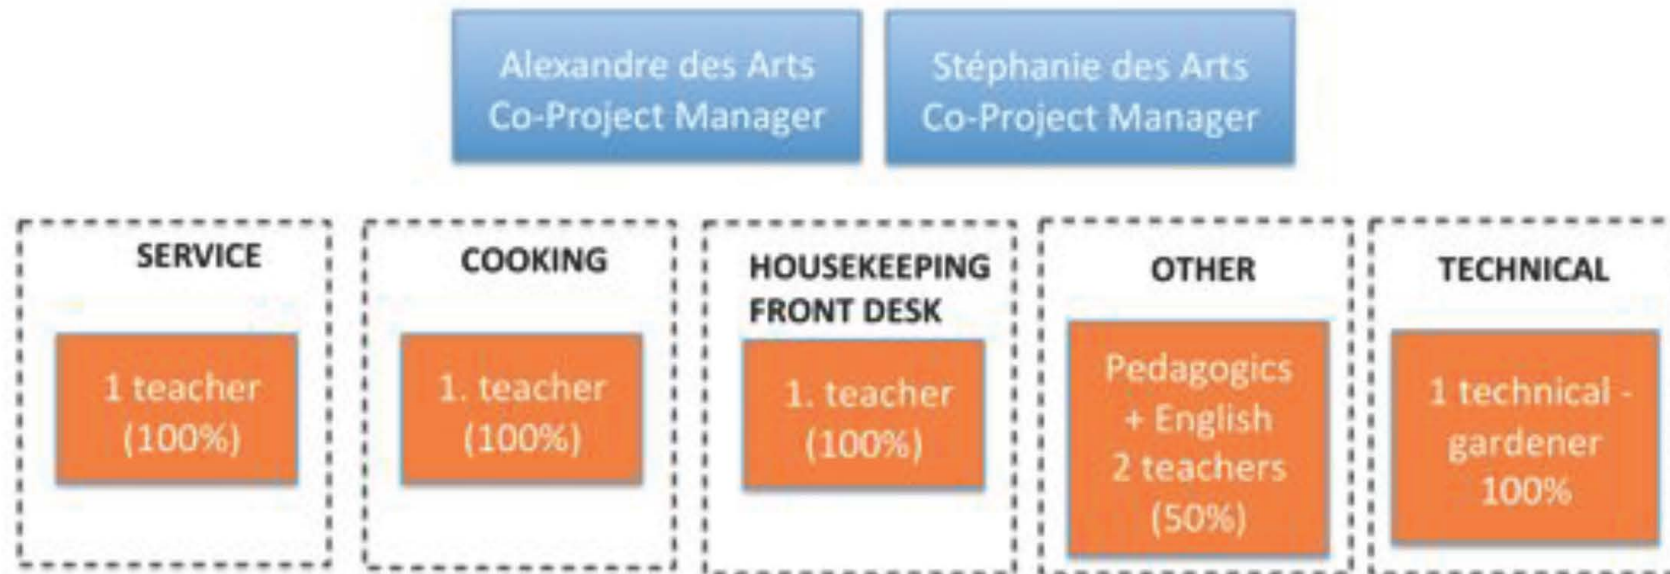 Alexandre des Arts
Co-Project Manager
Stéphanie des Arts
Co-Project Manager
SERVICE
1 teacher
(100%)
COOKING
1. teacher
(100%)
HOUSEKEEPING
FRONT DESK
1. teacher
(100%)
OTHER
Pedagogics
+ English
2 teachers
(50%)
TECHNICAL
1 technical -
gardener
100%